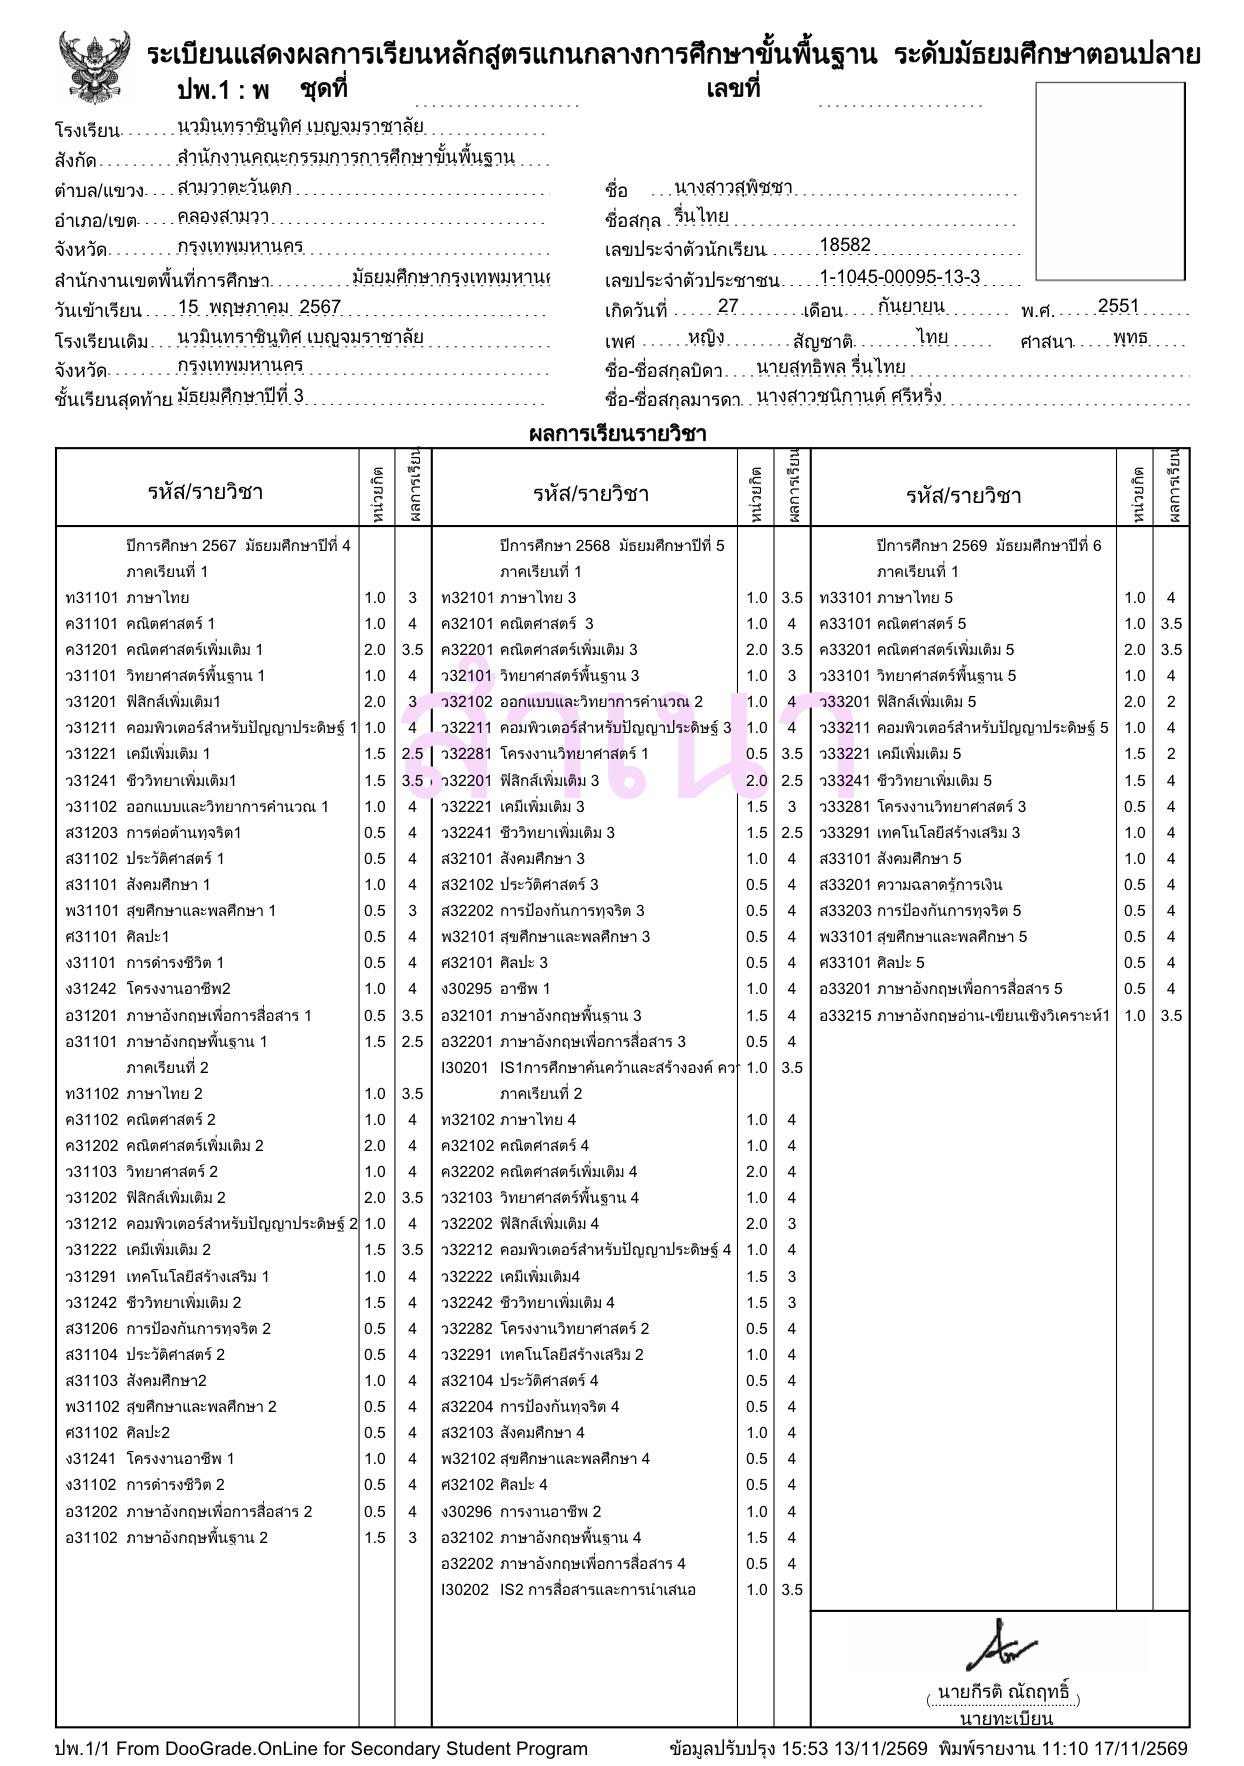 ระเบียนแสดงผลการเรียนหลักสูตรแกนกลางการศึกษาขั้นพื้นฐาน ระดับมัธยมศึกษาตอนปลาย
ปพ.1 : พ ชุดที่ เลขที่
โรงเรียน นวมินทราชินูทิศ เบญจมราชาลัย
สังกัด สำนักงานคณะกรรมการการศึกษาขั้นพื้นฐาน
ตำบล/แขวง สามวาตะวันตก
อำเภอ/เขต คลองสามวา
จังหวัด กรุงเทพมหานคร
สำนักงานเขตพื้นที่การศึกษา มัธยมศึกษากรุงเทพมหานค
วันเข้าเรียน 15 พฤษภาคม 2567
โรงเรียนเดิม นวมินทราชินูทิศ เบญจมราชาลัย
จังหวัด กรุงเทพมหานคร
ชั้นเรียนสุดท้าย มัธยมศึกษาปีที่ 3
ชื่อ นางสาวสุพิชชา
ชื่อสกุล รื่นไทย
เลขประจำตัวนักเรียน 18582
เลขประจำตัวประชาชน 1-1045-00095-13-3
เกิดวันที่ 27 เดือน กันยายน พ.ศ. 2551
เพศ หญิง สัญชาติ ไทย ศาสนา พุทธ
ชื่อ-ชื่อสกุลบิดา นายสุทธิพล รื่นไทย
ชื่อ-ชื่อสกุลมารดา นางสาวชนิกานต์ ศรีหริ่ง
ผลการเรียนรายวิชา
รหัส/รายวิชา หน่วยกิต ผลการเรียน
ปีการศึกษา 2567 มัธยมศึกษาปีที่ 4
ภาคเรียนที่ 1
ท31101 ภาษาไทย 1.0 3
ค31101 คณิตศาสตร์ 1 1.0 4
ค31201 คณิตศาสตร์เพิ่มเติม 1 2.0 3.5
ว31101 วิทยาศาสตร์พื้นฐาน 1 1.0 4
ว31201 ฟิสิกส์เพิ่มเติม1 2.0 3
ว31211 คอมพิวเตอร์สำหรับปัญญาประดิษฐ์ 1 1.0 4
ว31221 เคมีเพิ่มเติม 1 1.5 2.5
ว31241 ชีววิทยาเพิ่มเติม1 1.5 3.5
ว31102 ออกแบบและวิทยาการคำนวณ 1 1.0 4
ส31203 การต่อต้านทุจริต1 0.5 4
ส31102 ประวัติศาสตร์ 1 0.5 4
ส31101 สังคมศึกษา 1 1.0 4
พ31101 สุขศึกษาและพลศึกษา 1 0.5 3
ศ31101 ศิลปะ1 0.5 4
ง31101 การดำรงชีวิต 1 0.5 4
ง31242 โครงงานอาชีพ2 1.0 4
อ31201 ภาษาอังกฤษเพื่อการสื่อสาร 1 0.5 3.5
อ31101 ภาษาอังกฤษพื้นฐาน 1 1.5 2.5
ภาคเรียนที่ 2
ท31102 ภาษาไทย 2 1.0 3.5
ค31102 คณิตศาสตร์ 2 1.0 4
ค31202 คณิตศาสตร์เพิ่มเติม 2 2.0 4
ว31103 วิทยาศาสตร์ 2 1.0 4
ว31202 ฟิสิกส์เพิ่มเติม 2 2.0 3.5
ว31212 คอมพิวเตอร์สำหรับปัญญาประดิษฐ์ 2 1.0 4
ว31222 เคมีเพิ่มเติม 2 1.5 3.5
ว31291 เทคโนโลยีสร้างเสริม 1 1.0 4
ว31242 ชีววิทยาเพิ่มเติม 2 1.5 4
ส31206 การป้องกันการทุจริต 2 0.5 4
ส31104 ประวัติศาสตร์ 2 0.5 4
ส31103 สังคมศึกษา2 1.0 4
พ31102 สุขศึกษาและพลศึกษา 2 0.5 4
ศ31102 ศิลปะ2 0.5 4
ง31241 โครงงานอาชีพ 1 1.0 4
ง31102 การดำรงชีวิต 2 0.5 4
อ31202 ภาษาอังกฤษเพื่อการสื่อสาร 2 0.5 4
อ31102 ภาษาอังกฤษพื้นฐาน 2 1.5 3
รหัส/รายวิชา หน่วยกิต ผลการเรียน
ปีการศึกษา 2568 มัธยมศึกษาปีที่ 5
ภาคเรียนที่ 1
ท32101 ภาษาไทย 3 1.0 3.5
ค32101 คณิตศาสตร์ 3 1.0 4
ค32201 คณิตศาสตร์เพิ่มเติม 3 2.0 3.5
ว32101 วิทยาศาสตร์พื้นฐาน 3 1.0 3
ว32102 ออกแบบและวิทยาการคำนวณ 2 1.0 4
ว32211 คอมพิวเตอร์สำหรับปัญญาประดิษฐ์ 3 1.0 4
ว32281 โครงงานวิทยาศาสตร์ 1 0.5 3.5
ว32201 ฟิสิกส์เพิ่มเติม 3 2.0 2.5
ว32221 เคมีเพิ่มเติม 3 1.5 3
ว32241 ชีววิทยาเพิ่มเติม 3 1.5 2.5
ส32101 สังคมศึกษา 3 1.0 4
ส32102 ประวัติศาสตร์ 3 0.5 4
ส32202 การป้องกันการทุจริต 3 0.5 4
พ32101 สุขศึกษาและพลศึกษา 3 0.5 4
ศ32101 ศิลปะ 3 0.5 4
ง30295 อาชีพ 1 1.0 4
อ32101 ภาษาอังกฤษพื้นฐาน 3 1.5 4
อ32201 ภาษาอังกฤษเพื่อการสื่อสาร 3 0.5 4
I30201 IS1การศึกษาค้นคว้าและสร้างองค์ ควา 1.0 3.5
ภาคเรียนที่ 2
ท32102 ภาษาไทย 4 1.0 4
ค32102 คณิตศาสตร์ 4 1.0 4
ค32202 คณิตศาสตร์เพิ่มเติม 4 2.0 4
ว32103 วิทยาศาสตร์พื้นฐาน 4 1.0 4
ว32202 ฟิสิกส์เพิ่มเติม 4 2.0 3
ว32212 คอมพิวเตอร์สำหรับปัญญาประดิษฐ์ 4 1.0 4
ว32222 เคมีเพิ่มเติม4 1.5 3
ว32242 ชีววิทยาเพิ่มเติม 4 1.5 3
ว32282 โครงงานวิทยาศาสตร์ 2 0.5 4
ว32291 เทคโนโลยีสร้างเสริม 2 1.0 4
ส32104 ประวัติศาสตร์ 4 0.5 4
ส32204 การป้องกันทุจริต 4 0.5 4
ส32103 สังคมศึกษา 4 1.0 4
พ32102 สุขศึกษาและพลศึกษา 4 0.5 4
ศ32102 ศิลปะ 4 0.5 4
ง30296 การงานอาชีพ 2 1.0 4
อ32102 ภาษาอังกฤษพื้นฐาน 4 1.5 4
อ32202 ภาษาอังกฤษเพื่อการสื่อสาร 4 0.5 4
I30202 IS2 การสื่อสารและการนำเสนอ 1.0 3.5
รหัส/รายวิชา หน่วยกิต ผลการเรียน
ปีการศึกษา 2569 มัธยมศึกษาปีที่ 6
ภาคเรียนที่ 1
ท33101 ภาษาไทย 5 1.0 4
ค33101 คณิตศาสตร์ 5 1.0 3.5
ค33201 คณิตศาสตร์เพิ่มเติม 5 2.0 3.5
ว33101 วิทยาศาสตร์พื้นฐาน 5 1.0 4
ว33201 ฟิสิกส์เพิ่มเติม 5 2.0 2
ว33211 คอมพิวเตอร์สำหรับปัญญาประดิษฐ์ 5 1.0 4
ว33221 เคมีเพิ่มเติม 5 1.5 2
ว33241 ชีววิทยาเพิ่มเติม 5 1.5 4
ว33281 โครงงานวิทยาศาสตร์ 3 0.5 4
ว33291 เทคโนโลยีสร้างเสริม 3 1.0 4
ส33101 สังคมศึกษา 5 1.0 4
ส33201 ความฉลาดรู้การเงิน 0.5 4
ส33203 การป้องกันการทุจริต 5 0.5 4
พ33101 สุขศึกษาและพลศึกษา 5 0.5 4
ศ33101 ศิลปะ 5 0.5 4
อ33201 ภาษาอังกฤษเพื่อการสื่อสาร 5 0.5 4
อ33215 ภาษาอังกฤษอ่าน-เขียนเชิงวิเคราะห์1 1.0 3.5
สำเนา
( นายกีรติ ณัถฤทธิ์ )
นายทะเบียน
ปพ.1/1 From DooGrade.OnLine for Secondary Student Program ข้อมูลปรับปรุง 15:53 13/11/2569 พิมพ์รายงาน 11:10 17/11/2569